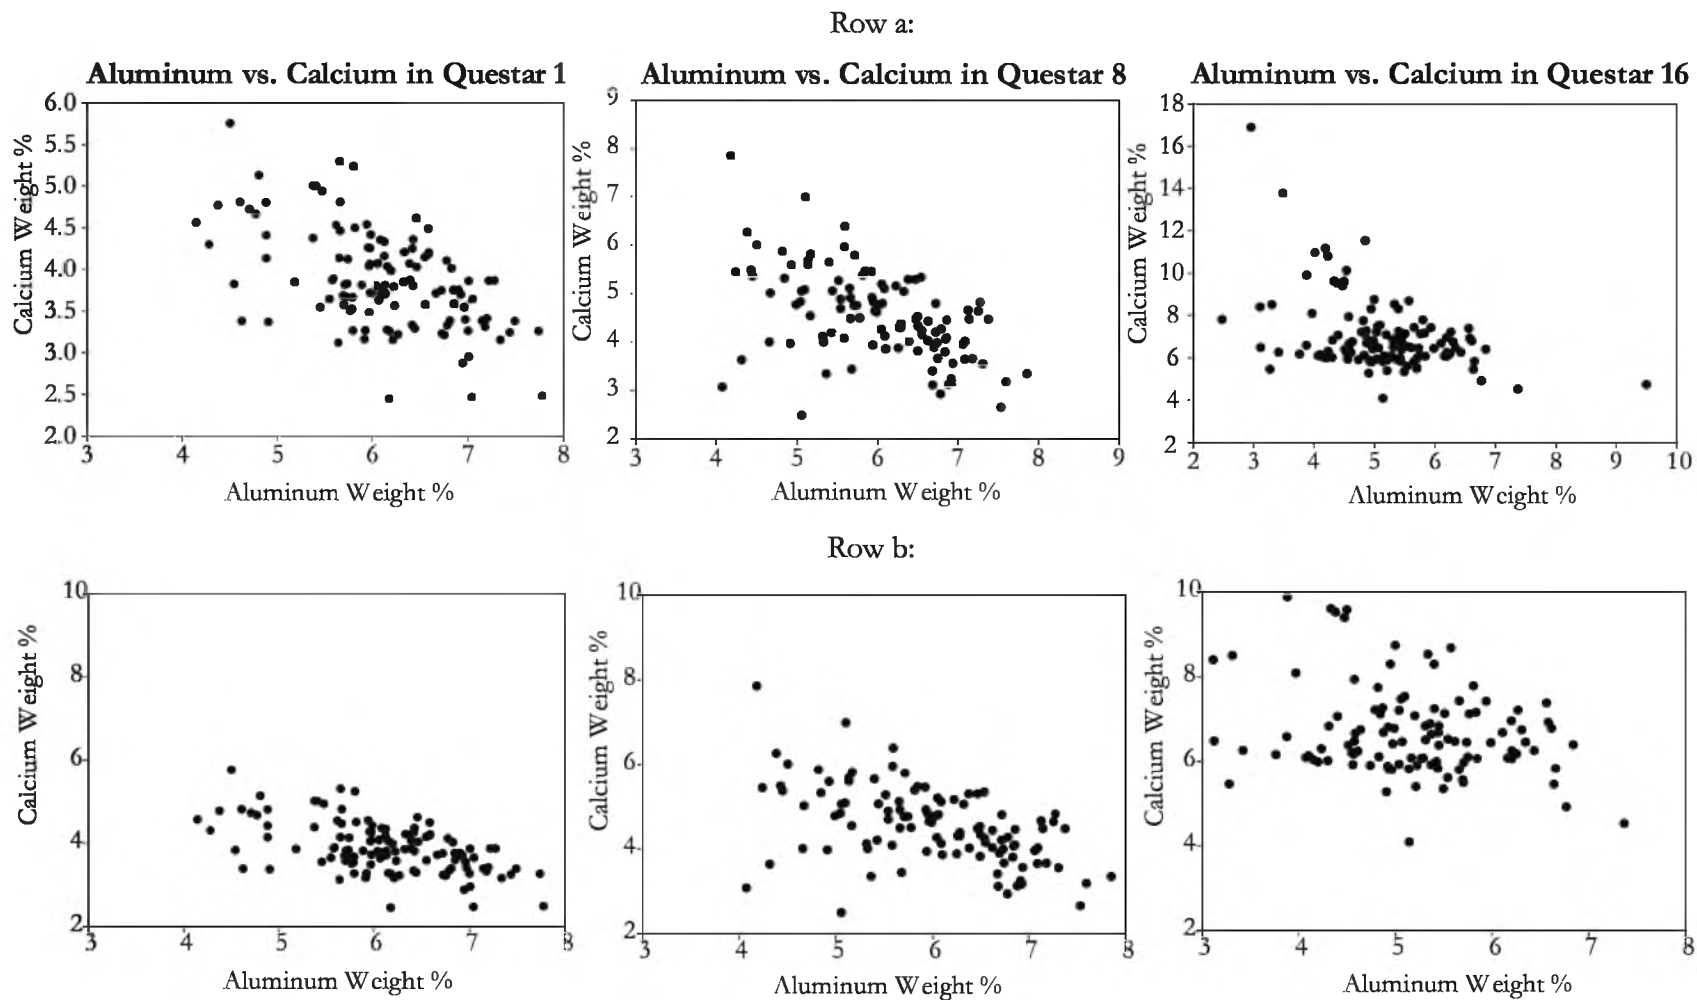 Row a:
Aluminum vs. Calcium in Questar 1
Aluminum vs. Calcium in Questar 8
Aluminum vs. Calcium in Questar 16
Calcium Weight %
6.0
5.5
5.0
4.5
4.0
3.5
3.0
2.5
2.0
3 4 5 6 7 8
Aluminum Weight %
Calcium Weight %
9
8
7
6
5
4
3
2
3 4 5 6 7 8 9
Aluminum Weight %
Calcium Weight %
18
16
14
12
10
8
6
4
2
2 3 4 5 6 7 8 9 10
Aluminum Weight %
Row b:
Calcium Weight %
10
8
6
4
2
3 4 5 6 7 8
Aluminum Weight %
Calcium Weight %
10
8
6
4
2
3 4 5 6 7 8
Aluminum Weight %
Calcium Weight %
10
8
6
4
2
3 4 5 6 7 8
Aluminum Weight %